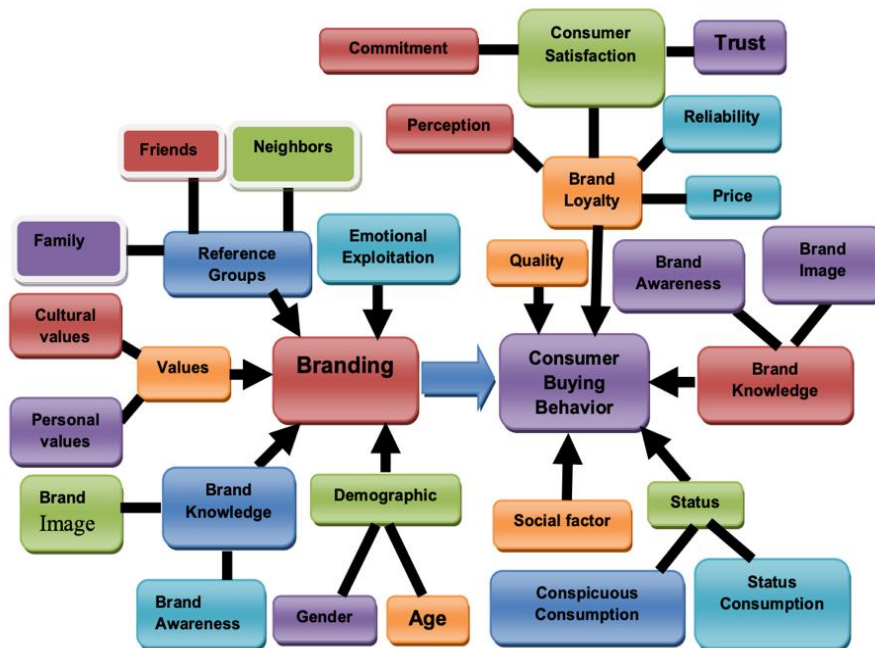 Commitment
Consumer
Satisfaction
Trust
Perception
Reliability
Friends
Neighbors
Brand
Loyalty
Price
Family
Reference
Groups
Emotional
Exploitation
Quality
Brand
Awareness
Brand
Image
Cultural
values
Values
Branding
Consumer
Buying
Behavior
Brand
Knowledge
Personal
values
Brand
Image
Brand
Knowledge
Demographic
Social factor
Status
Brand
Awareness
Gender
Age
Conspicuous
Consumption
Status
Consumption